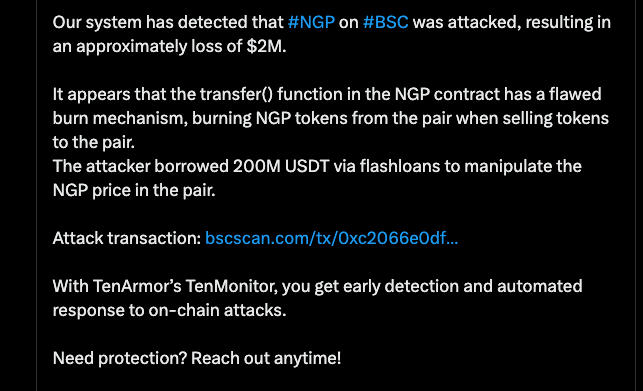 Our system has detected that #NGP on #BSC was attacked, resulting in
an approximately loss of $2M.
It appears that the transfer() function in the NGP contract has a flawed
burn mechanism, burning NGP tokens from the pair when selling tokens
to the pair.
The attacker borrowed 200M USDT via flashloans to manipulate the
NGP price in the pair.
Attack transaction: bscscan.com/tx/0xc2066e0df...
With TenArmor’s TenMonitor, you get early detection and automated
response to on-chain attacks.
Need protection? Reach out anytime!